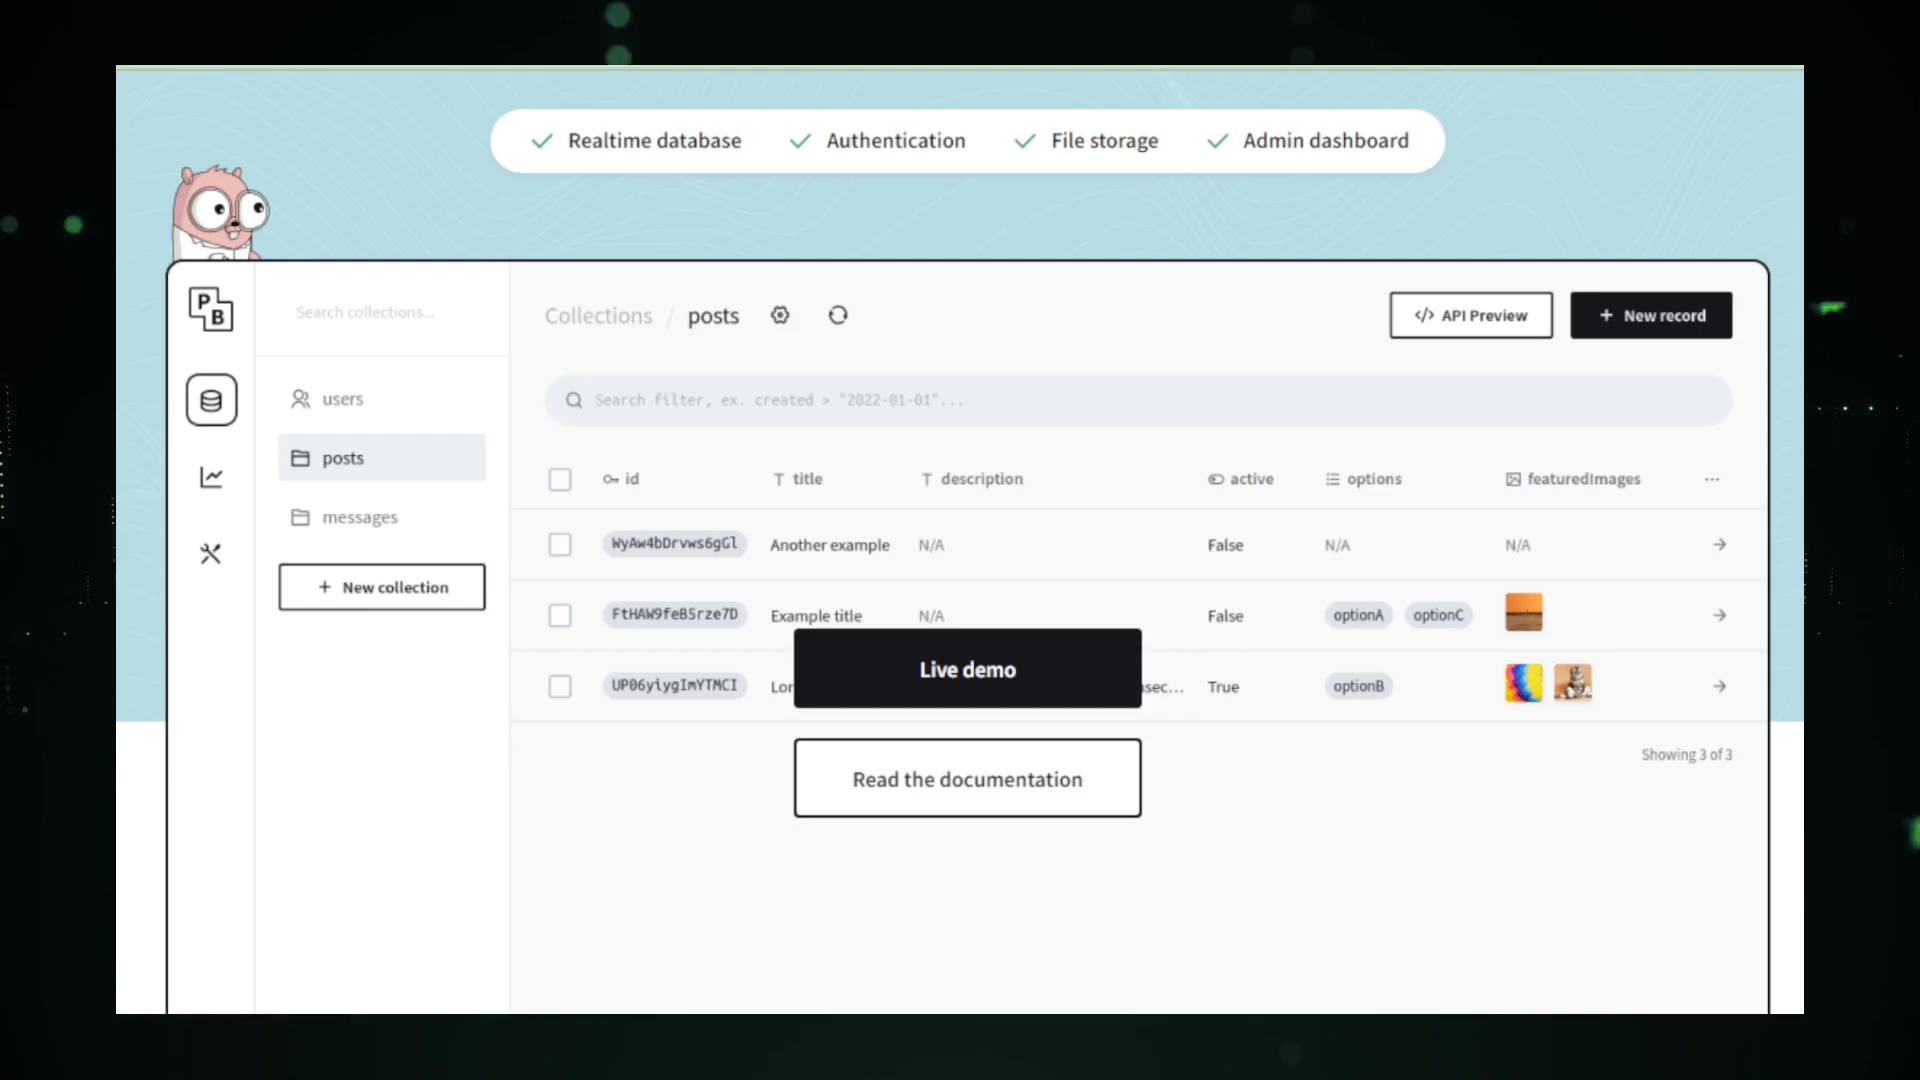 Realtime database
Authentication
File storage
Admin dashboard
PB
Search collections...
Collections / posts
</> API Preview
+ New record
users
posts
messages
+ New collection
Search filter, ex. created > "2022-01-01"...
id title description active options featuredImages ...
WyAw4bDrvws6gGl Another example N/A False N/A N/A
FtHAW9feB5rze7D Example title N/A False optionA optionC
UP06yiygImYTMCI True optionB
Live demo
Read the documentation
Showing 3 of 3